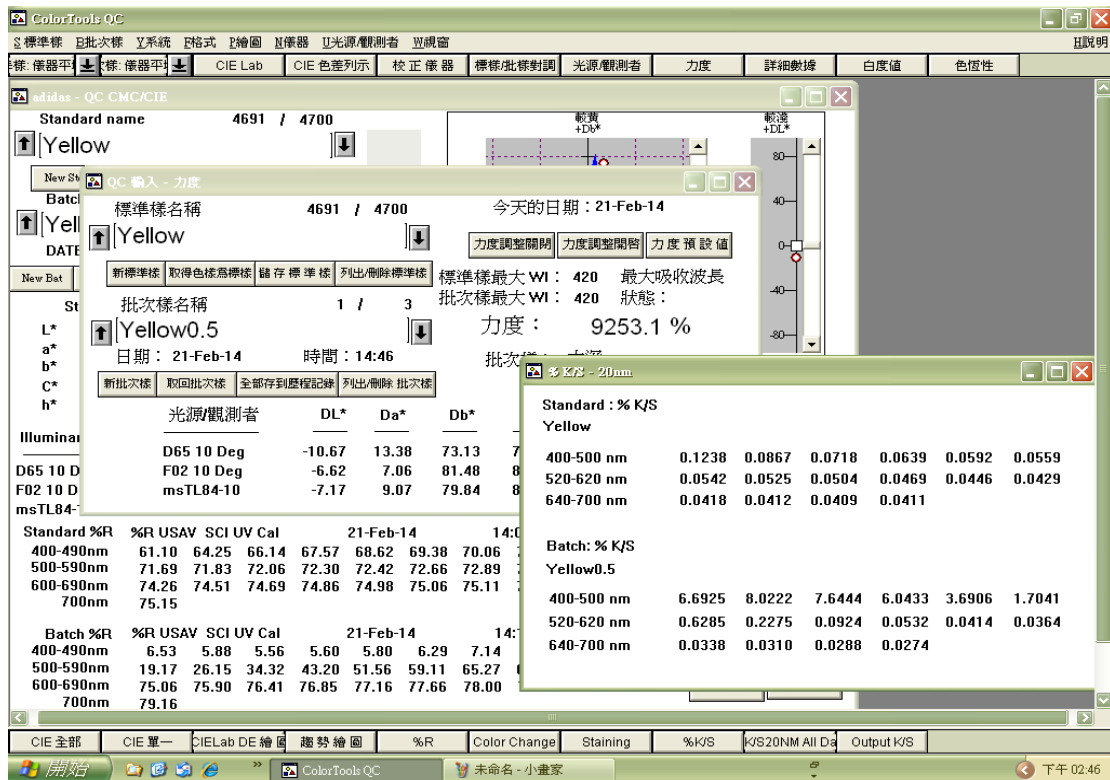 ColorTools QC
S標準樣 B批次樣 Y系統 F格式 P繪圖 N儀器 U光源/觀測者 W視窗 H說明
CIE Lab CIE 色差列示 校正儀器 標樣/批樣對調 光源/觀測者 力度 詳細數據 白度值 色恆性
adidas - QC CMC/CIE
Standard name 4691 / 4700
Yellow
較黃
+Db*
較淺
+DL*
80
40
0
-40
-80
QC 輸入 - 力度
標準樣名稱 4691 / 4700 今天的日期：21-Feb-14
Yellow
力度調整關閉 力度調整開啓 力度預設值
新標準樣 取得色樣為標樣 儲存標準樣 列出/刪除標準樣
標準樣最大 WI： 420 最大吸收波長
批次樣名稱 1 / 3 批次樣最大 WI： 420 狀態：
Yellow0.5 力度： 9253.1 %
日期： 21-Feb-14 時間：14:46
新批次樣 取回批次樣 全部存到歷程記錄 列出/刪除 批次樣
光源/觀測者 DL* Da* Db*
D65 10 Deg -10.67 13.38 73.13
F02 10 Deg -6.62 7.06 81.48
msTL84-10 -7.17 9.07 79.84
New Bat
L*
a*
b*
C*
h*
% K/S - 20nm
Standard : % K/S
Yellow
400-500 nm 0.1238 0.0867 0.0718 0.0639 0.0592 0.0559
520-620 nm 0.0542 0.0525 0.0504 0.0469 0.0446 0.0429
640-700 nm 0.0418 0.0412 0.0409 0.0411
Batch: % K/S
Yellow0.5
400-500 nm 6.6925 8.0222 7.6444 6.0433 3.6906 1.7041
520-620 nm 0.6285 0.2275 0.0924 0.0532 0.0414 0.0364
640-700 nm 0.0338 0.0310 0.0288 0.0274
Standard %R %R USAV SCI UV Cal 21-Feb-14
400-490nm 61.10 64.25 66.14 67.57 68.62 69.38 70.06
500-590nm 71.69 71.83 72.06 72.30 72.42 72.66 72.89
600-690nm 74.26 74.51 74.69 74.86 74.98 75.06 75.11
700nm 75.15
Batch %R %R USAV SCI UV Cal 21-Feb-14
400-490nm 6.53 5.88 5.56 5.60 5.80 6.29 7.14
500-590nm 19.17 26.15 34.32 43.20 51.56 59.11 65.27
600-690nm 75.06 75.90 76.41 76.85 77.16 77.66 78.00
700nm 79.16
CIE 全部 CIE 單一 CIELab DE 繪圖 趨勢繪圖 %R Color Change Staining %K/S K/S20NM All Da Output K/S
開始 ColorTools QC 未命名 - 小畫家 下午 02:46